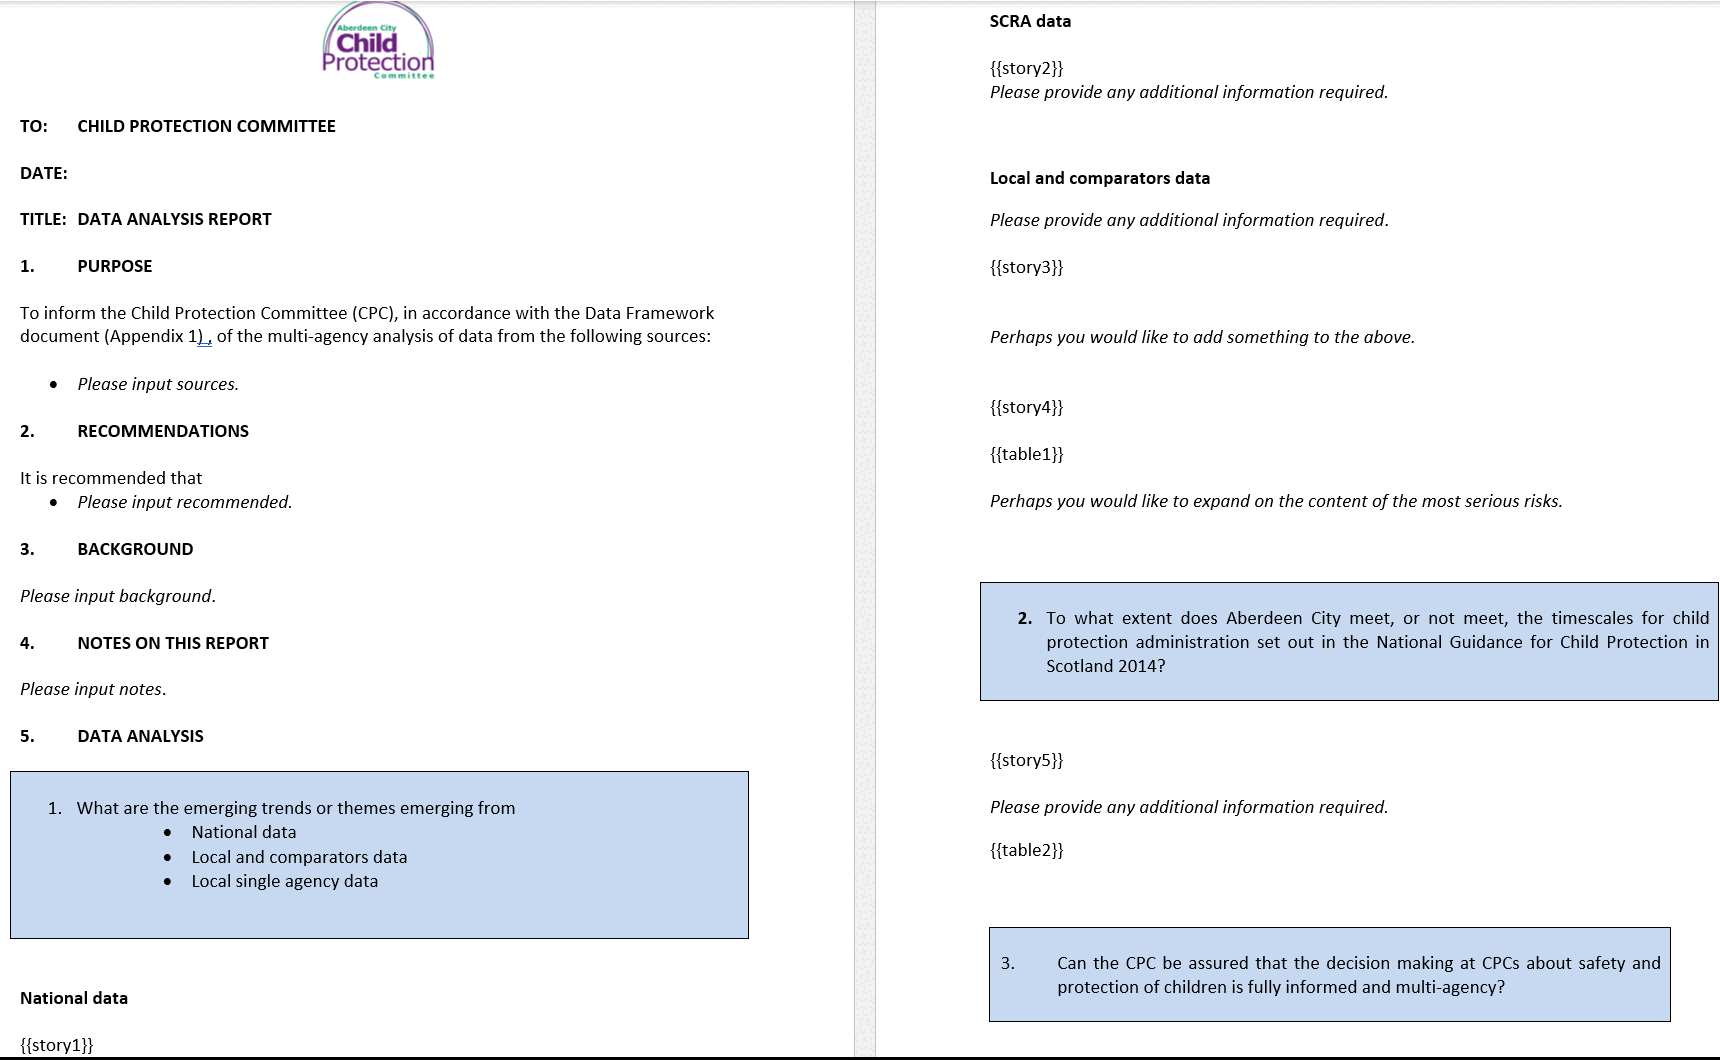 Aberdeen City
Child
Protection
Committee
TO: CHILD PROTECTION COMMITTEE
DATE:
TITLE: DATA ANALYSIS REPORT
1. PURPOSE
To inform the Child Protection Committee (CPC), in accordance with the Data Framework
document (Appendix 1) , of the multi-agency analysis of data from the following sources:
• Please input sources.
2. RECOMMENDATIONS
It is recommended that
• Please input recommended.
3. BACKGROUND
Please input background.
4. NOTES ON THIS REPORT
Please input notes.
5. DATA ANALYSIS
1. What are the emerging trends or themes emerging from
• National data
• Local and comparators data
• Local single agency data
National data
{{story1}}
SCRA data
{{story2}}
Please provide any additional information required.
Local and comparators data
Please provide any additional information required.
{{story3}}
Perhaps you would like to add something to the above.
{{story4}}
{{table1}}
Perhaps you would like to expand on the content of the most serious risks.
2. To what extent does Aberdeen City meet, or not meet, the timescales for child
protection administration set out in the National Guidance for Child Protection in
Scotland 2014?
{{story5}}
Please provide any additional information required.
{{table2}}
3. Can the CPC be assured that the decision making at CPCs about safety and
protection of children is fully informed and multi-agency?